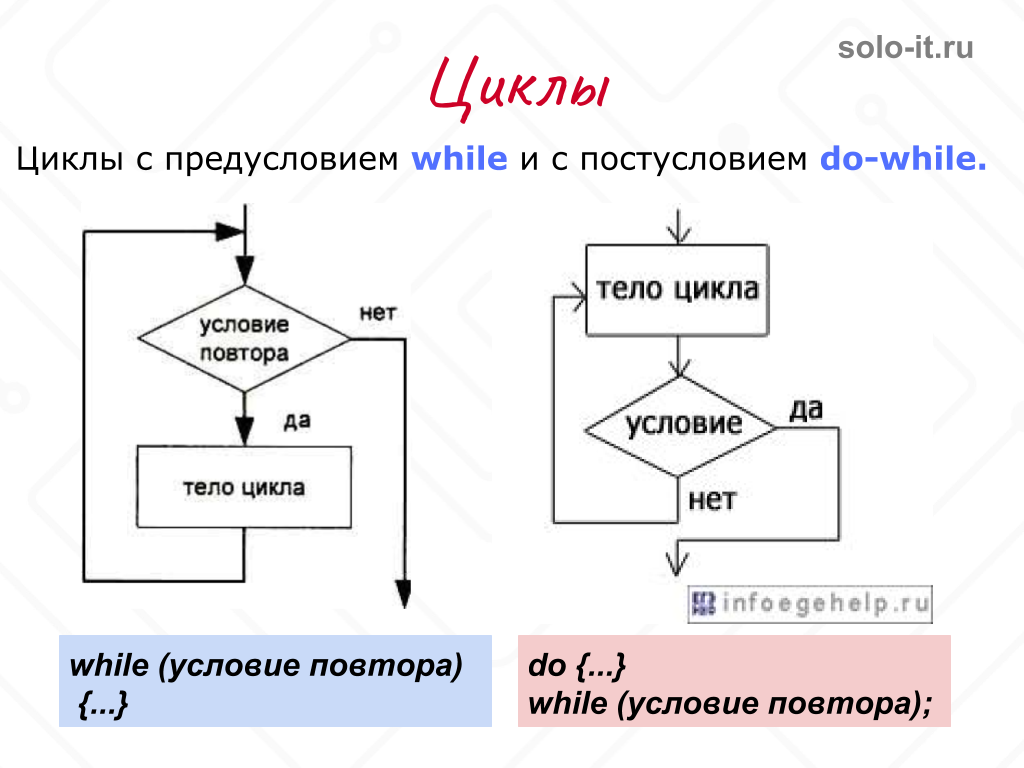 solo-it.ru
Циклы
Циклы с предусловием while и с постусловием do-while.
условие
повтора
нет
да
тело цикла
тело цикла
условие
да
нет
infoegehelp.ru
while (условие повтора)
{...}
do {...}
while (условие повтора);